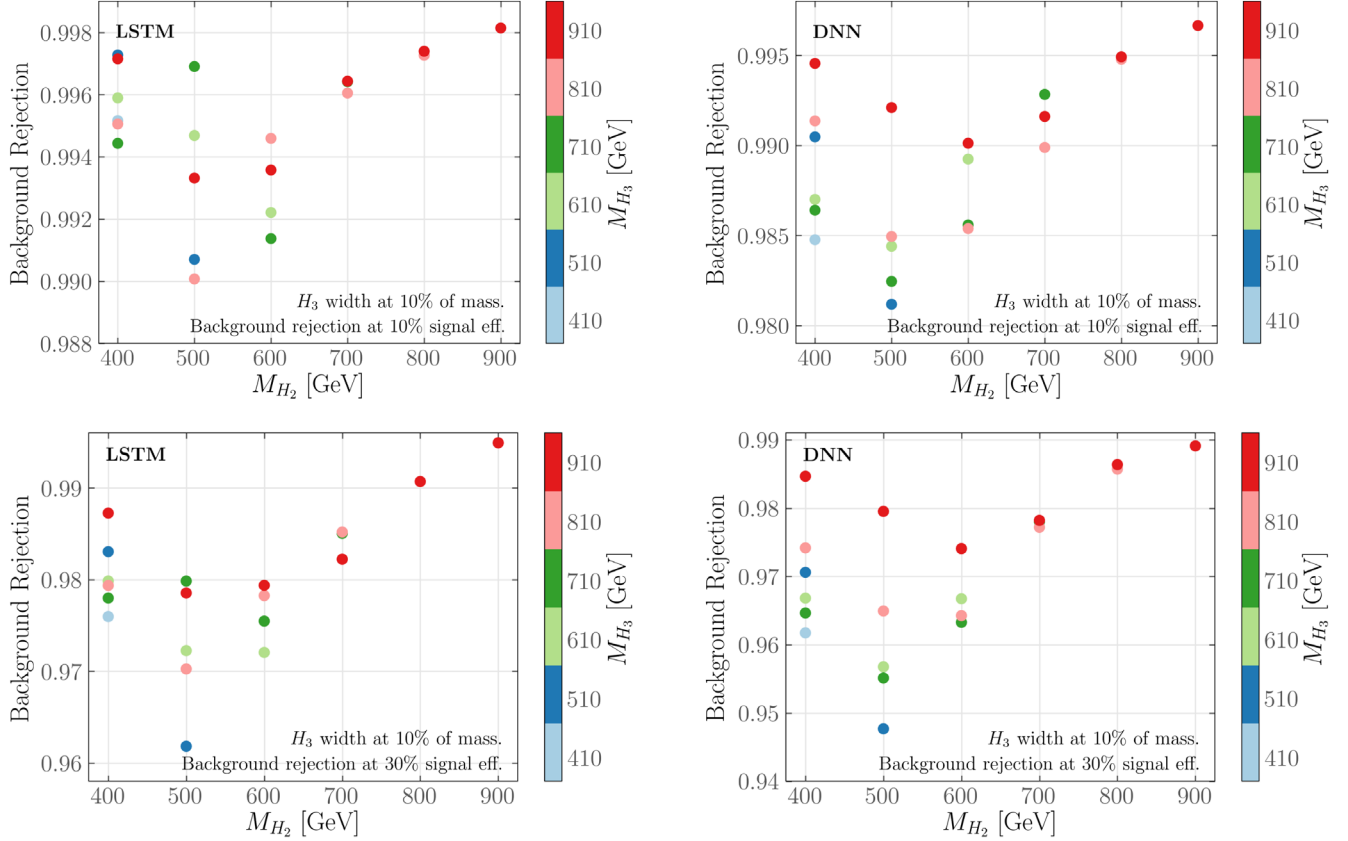 LSTM
0.998
0.996
0.994
0.992
0.990
0.988
Background Rejection
400 500 600 700 800 900
M_{H_2} [GeV]
H_3 width at 10% of mass.
Background rejection at 10% signal eff.
910
810
710
610
510
410
M_{H_3} [GeV]
DNN
0.995
0.990
0.985
0.980
Background Rejection
400 500 600 700 800 900
M_{H_2} [GeV]
H_3 width at 10% of mass.
Background rejection at 10% signal eff.
910
810
710
610
510
410
M_{H_3} [GeV]
LSTM
0.99
0.98
0.97
0.96
Background Rejection
400 500 600 700 800 900
M_{H_2} [GeV]
H_3 width at 10% of mass.
Background rejection at 30% signal eff.
910
810
710
610
510
410
M_{H_3} [GeV]
DNN
0.99
0.98
0.97
0.96
0.95
0.94
Background Rejection
400 500 600 700 800 900
M_{H_2} [GeV]
H_3 width at 10% of mass.
Background rejection at 30% signal eff.
910
810
710
610
510
410
M_{H_3} [GeV]